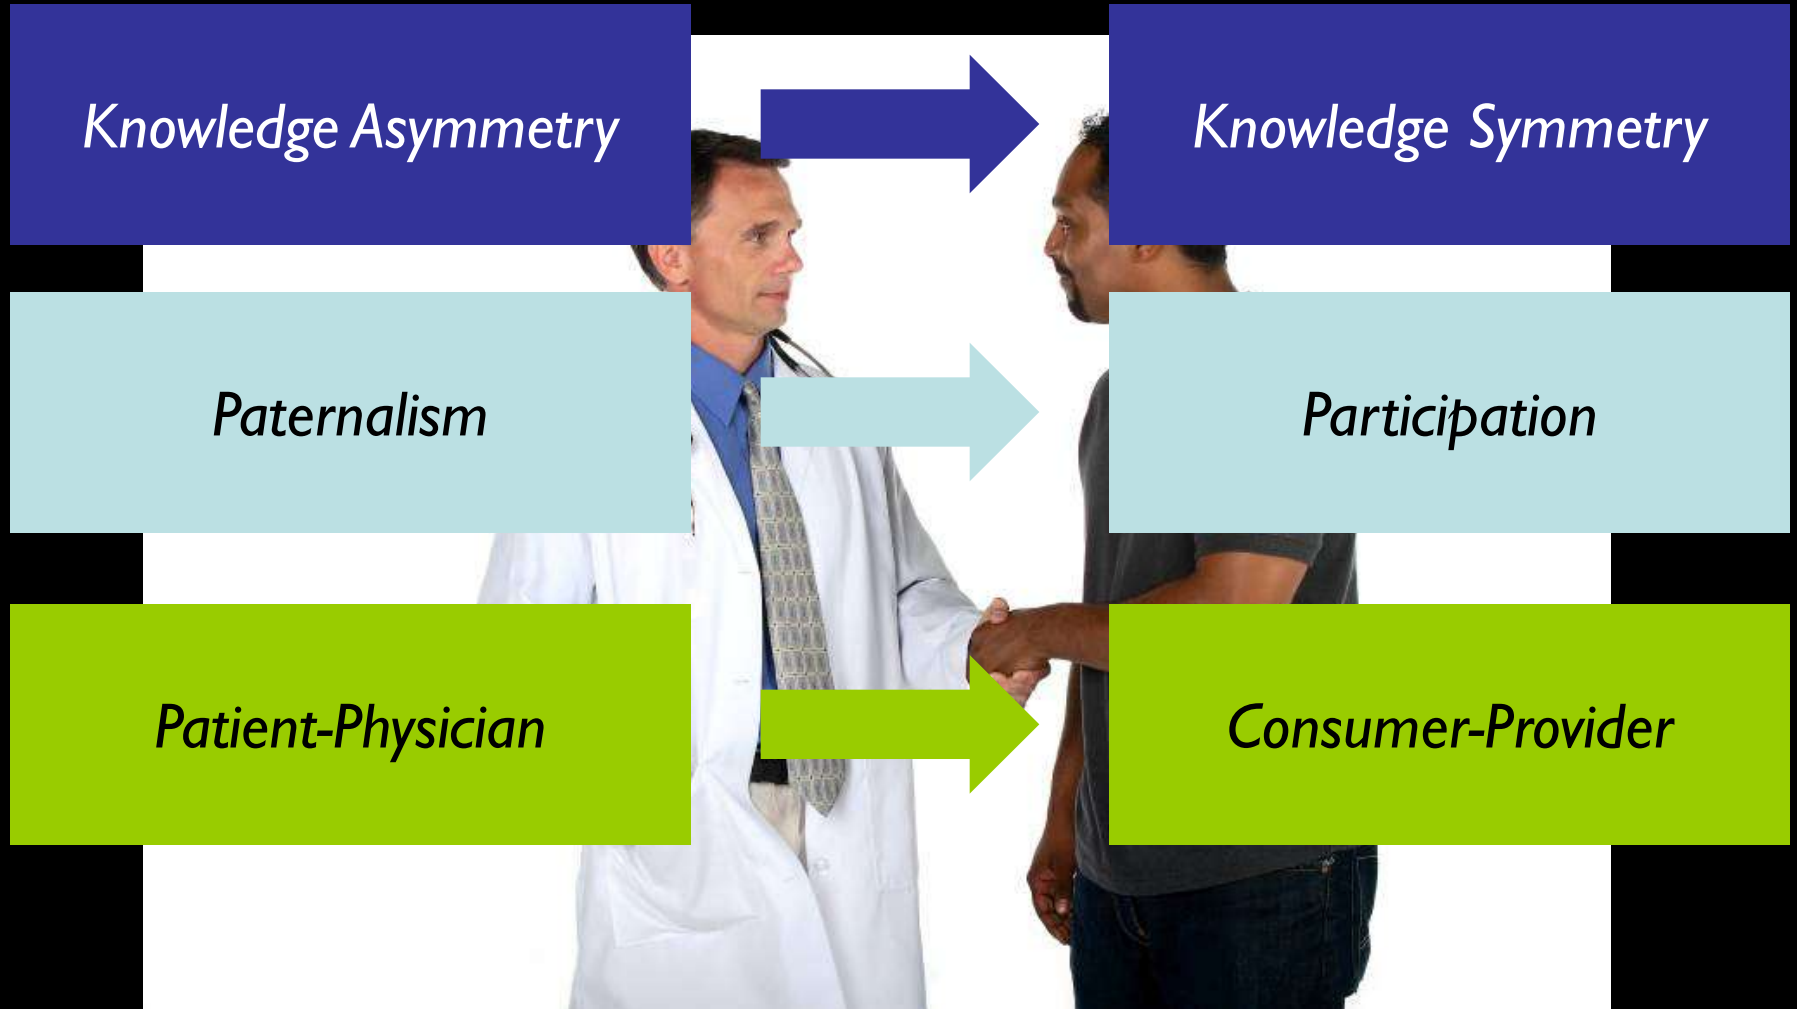 Knowledge Asymmetry
Knowledge Symmetry
Paternalism
Participation
Patient-Physician
Consumer-Provider